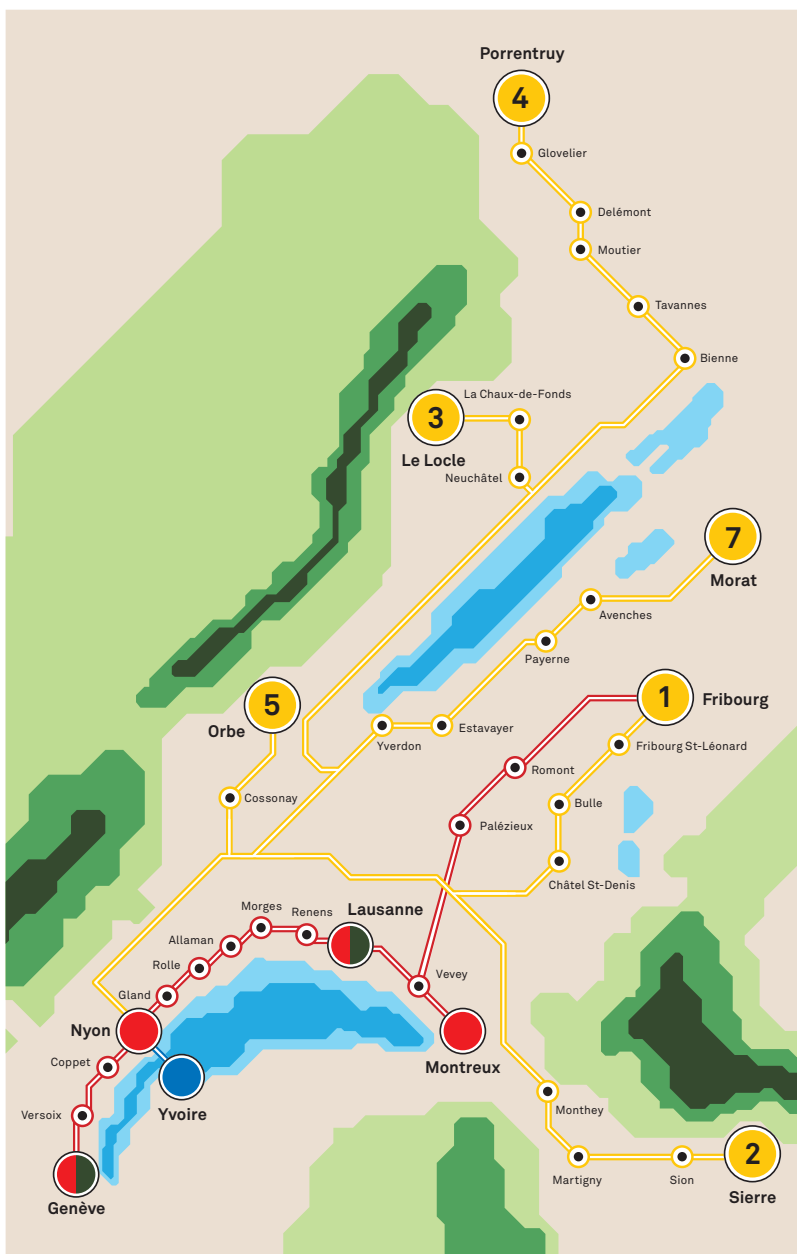 Porrentruy
4
Glovelier
Delémont
Moutier
Tavannes
Bienne
La Chaux-de-Fonds
3
Le Locle
Neuchâtel
7
Morat
Avenches
Payerne
5
Orbe
1
Fribourg
Yverdon
Estavayer
Fribourg St-Léonard
Romont
Cossonay
Bulle
Palézieux
Châtel St-Denis
Morges
Renens
Lausanne
Allaman
Rolle
Vevey
Gland
Nyon
Coppet
Montreux
Yvoire
Versoix
Monthey
Genève
Martigny
Sion
2
Sierre